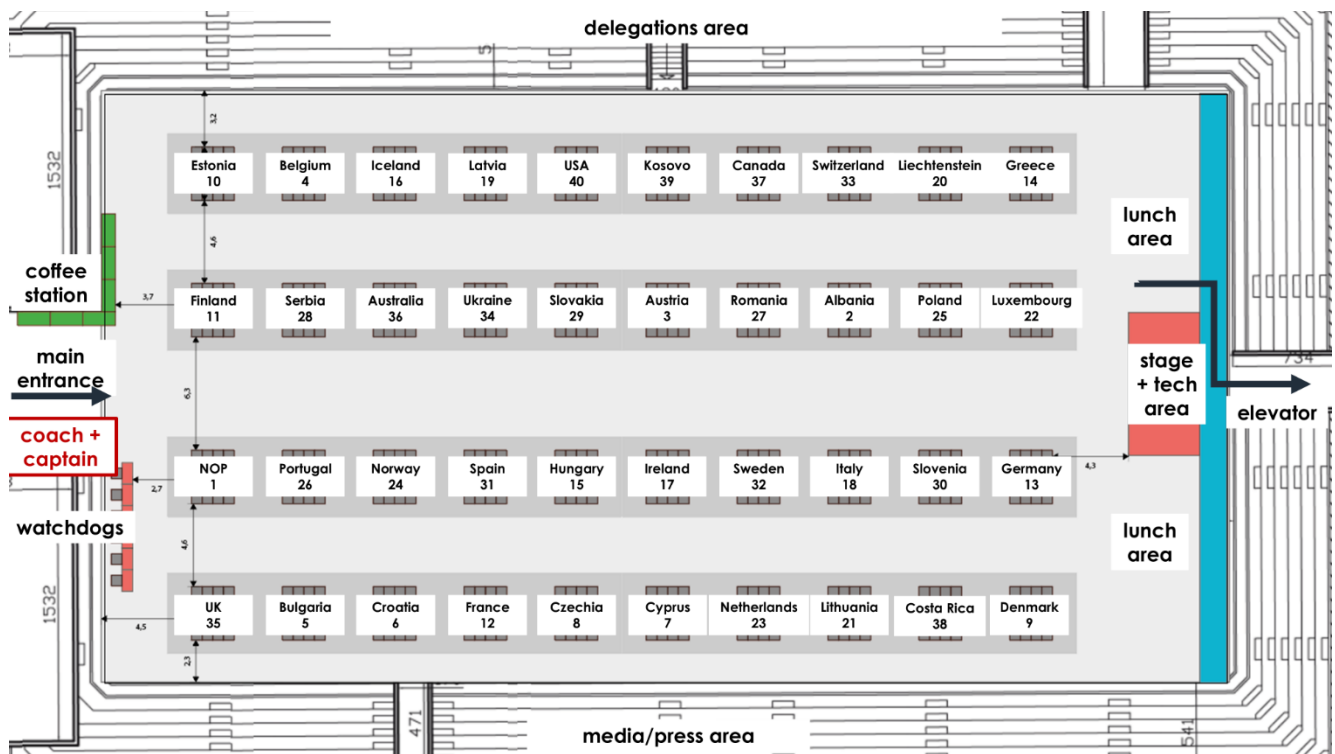 delegations area
5
3,2
1532
Estonia
10
Belgium
4
Iceland
16
Latvia
19
USA
40
Kosovo
39
Canada
37
Switzerland
33
Liechtenstein
20
Greece
14
lunch
area
4,6
coffee
station
3,7
Finland
11
Serbia
28
Australia
36
Ukraine
34
Slovakia
29
Austria
3
Romania
27
Albania
2
Poland
25
Luxembourg
22
main
entrance
6,3
stage
+ tech
area
734
elevator
coach +
captain
2,7
NOP
1
Portugal
26
Norway
24
Spain
31
Hungary
15
Ireland
17
Sweden
32
Italy
18
Slovenia
30
Germany
13
4,3
watchdogs
4,6
lunch
area
1532
UK
35
Bulgaria
5
Croatia
6
France
12
Czechia
8
Cyprus
7
Netherlands
23
Lithuania
21
Costa Rica
38
Denmark
9
4,5
2,3
471
541
media/press area